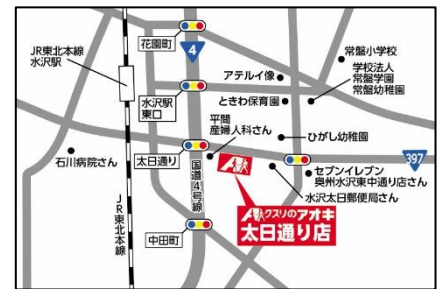 花園町
JR東北本線
水沢駅
4
常盤小学校
アテルイ像
学校法人
常盤学園
常盤幼稚園
水沢駅
東口
ときわ保育園
平間
産婦人科さん
ひがし幼稚園
石川病院さん
太日通り
397
国道4号線
セブンイレブン
奥州水沢東中通り店さん
水沢太日郵便局さん
JR東北本線
クスリのアオキ
太日通り店
中田町